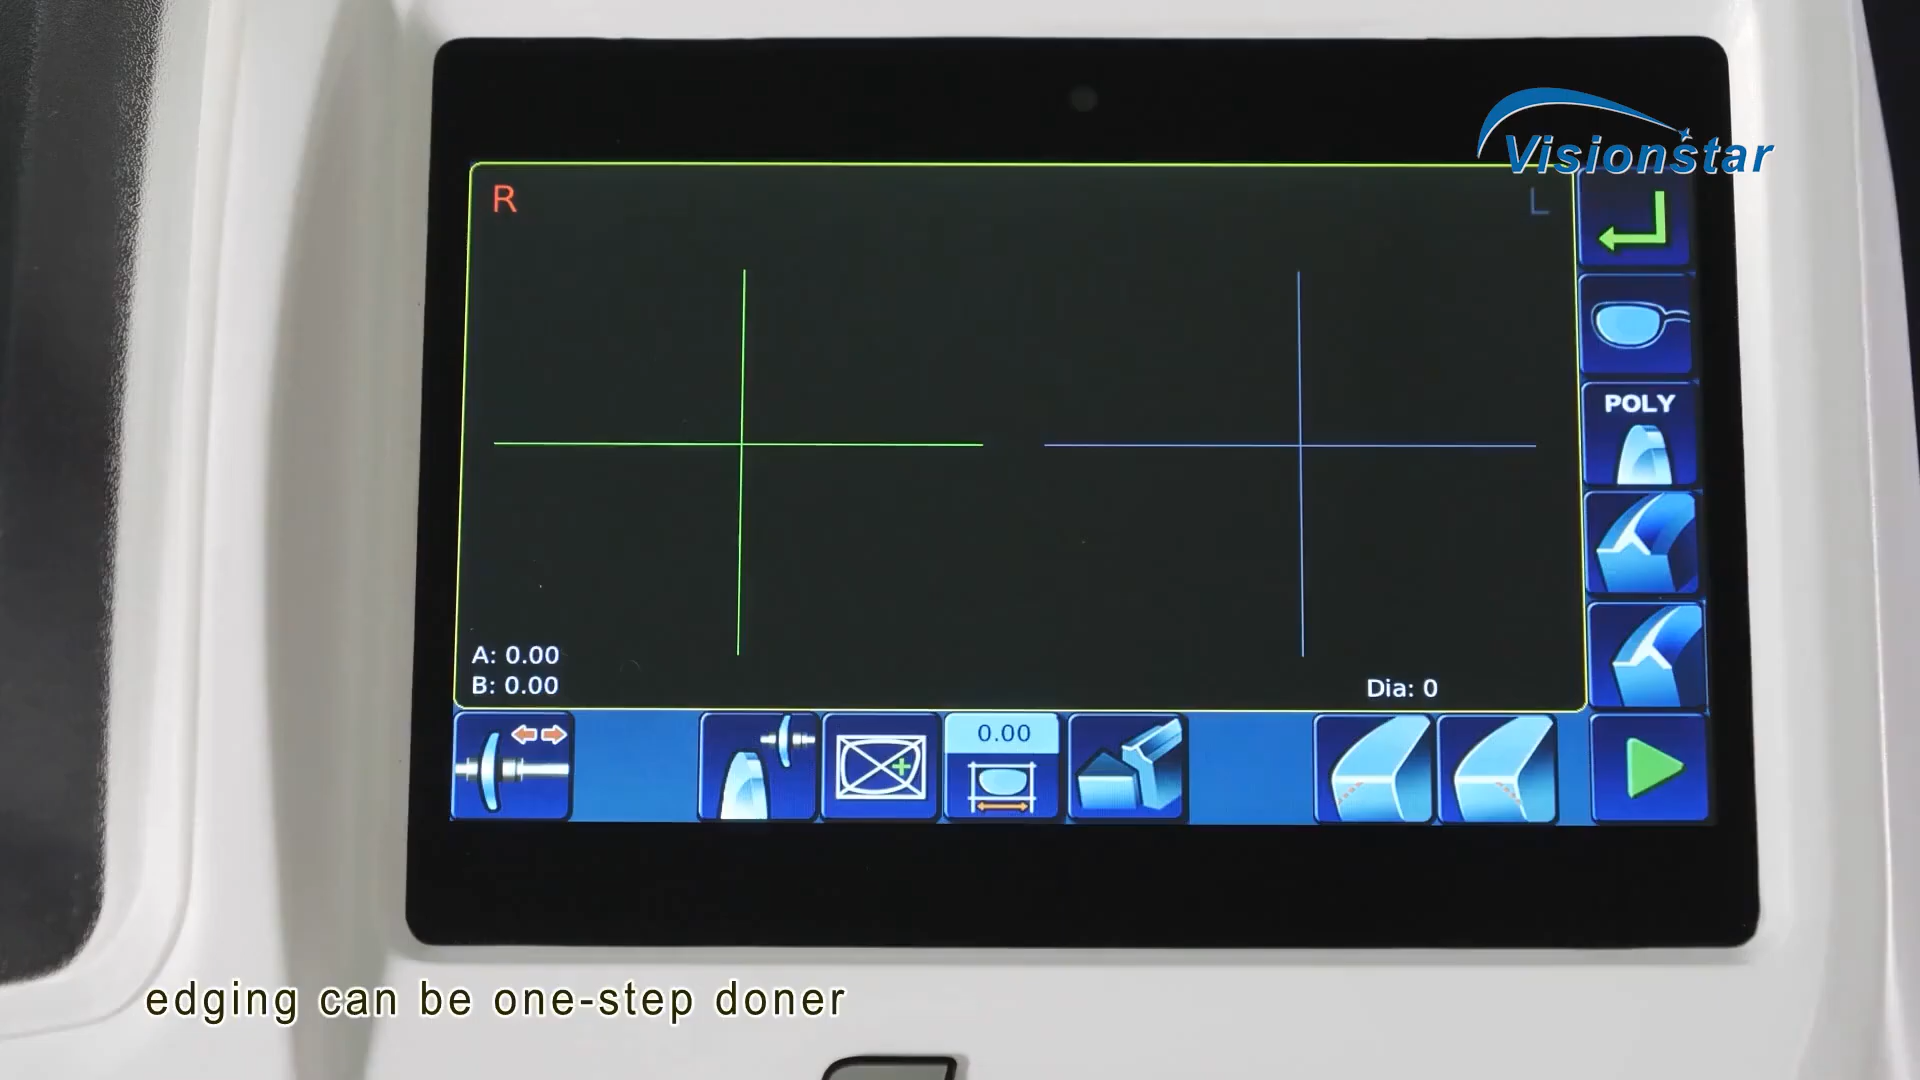 Visionstar
R
L
POLY
A: 0.00
B: 0.00
Dia: 0
0.00
edging can be one-step doner